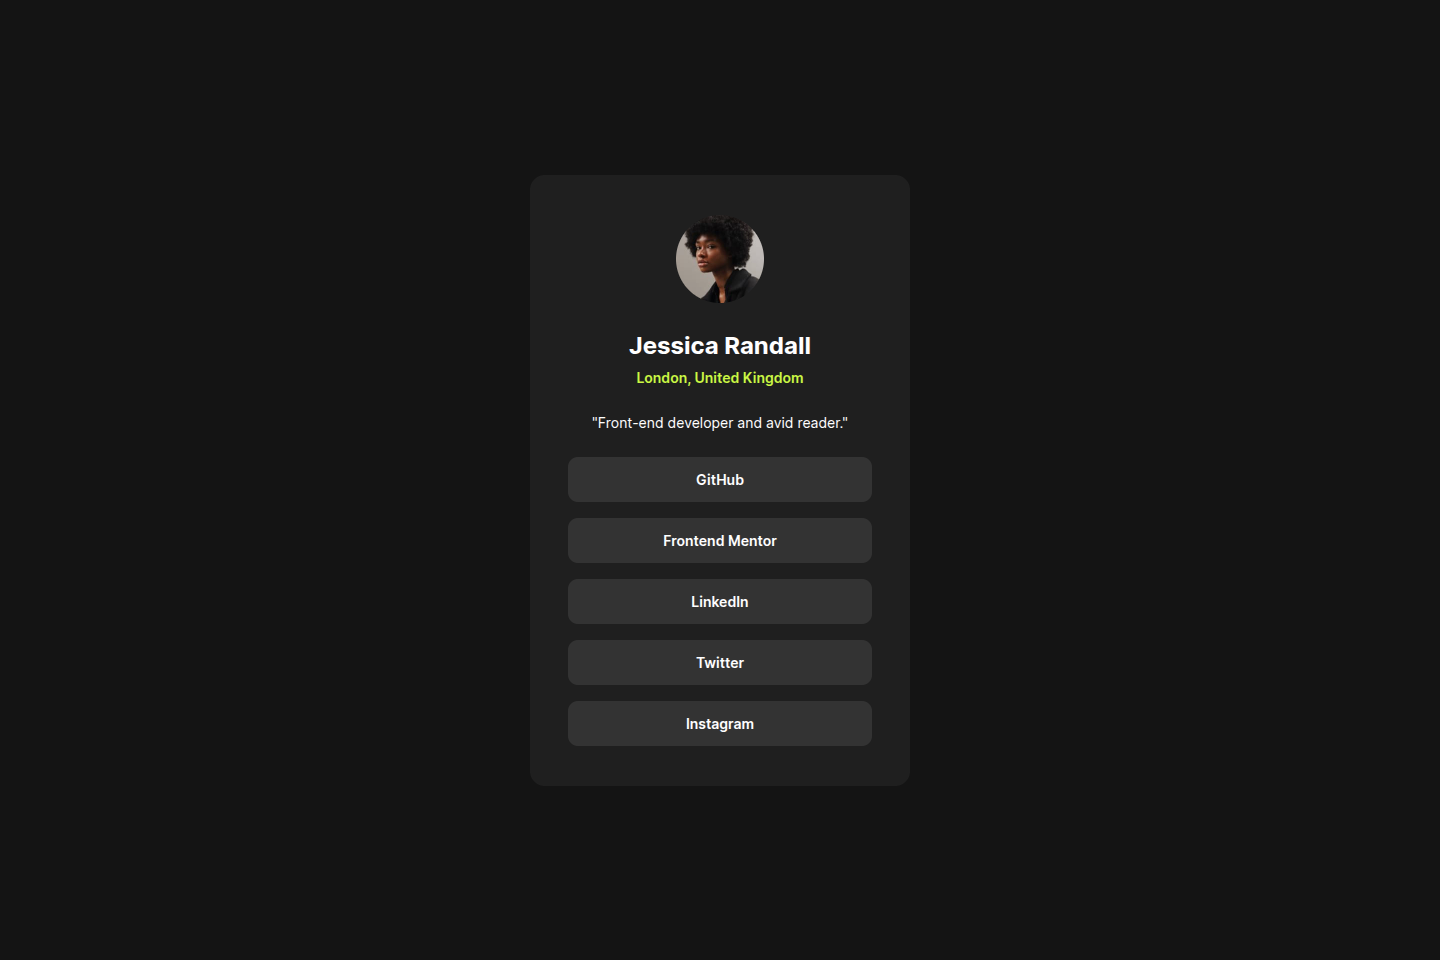 Jessica Randall
London, United Kingdom
"Front-end developer and avid reader."
GitHub
Frontend Mentor
LinkedIn
Twitter
Instagram